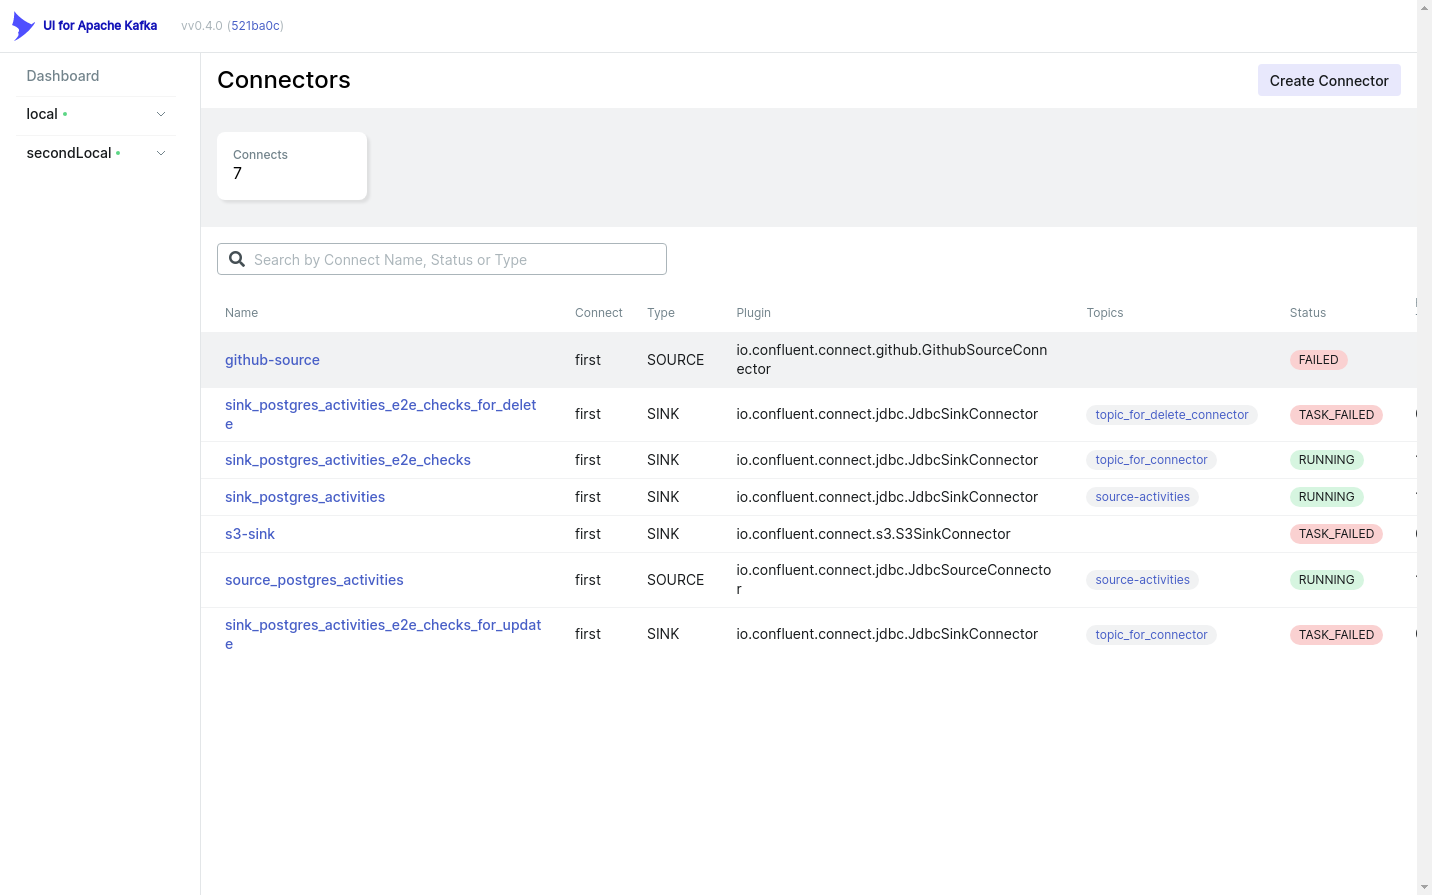 UI for Apache Kafka vv0.4.0 (521ba0c)
Dashboard
local
secondLocal
Connectors
Create Connector
Connects
7
Search by Connect Name, Status or Type
Name Connect Type Plugin Topics Status
github-source first SOURCE io.confluent.connect.github.GithubSourceConn
ector FAILED
sink_postgres_activities_e2e_checks_for_delet
e first SINK io.confluent.connect.jdbc.JdbcSinkConnector topic_for_delete_connector TASK_FAILED
sink_postgres_activities_e2e_checks first SINK io.confluent.connect.jdbc.JdbcSinkConnector topic_for_connector RUNNING
sink_postgres_activities first SINK io.confluent.connect.jdbc.JdbcSinkConnector source-activities RUNNING
s3-sink first SINK io.confluent.connect.s3.S3SinkConnector TASK_FAILED
source_postgres_activities first SOURCE io.confluent.connect.jdbc.JdbcSourceConnecto
r source-activities RUNNING
sink_postgres_activities_e2e_checks_for_updat
e first SINK io.confluent.connect.jdbc.JdbcSinkConnector topic_for_connector TASK_FAILED